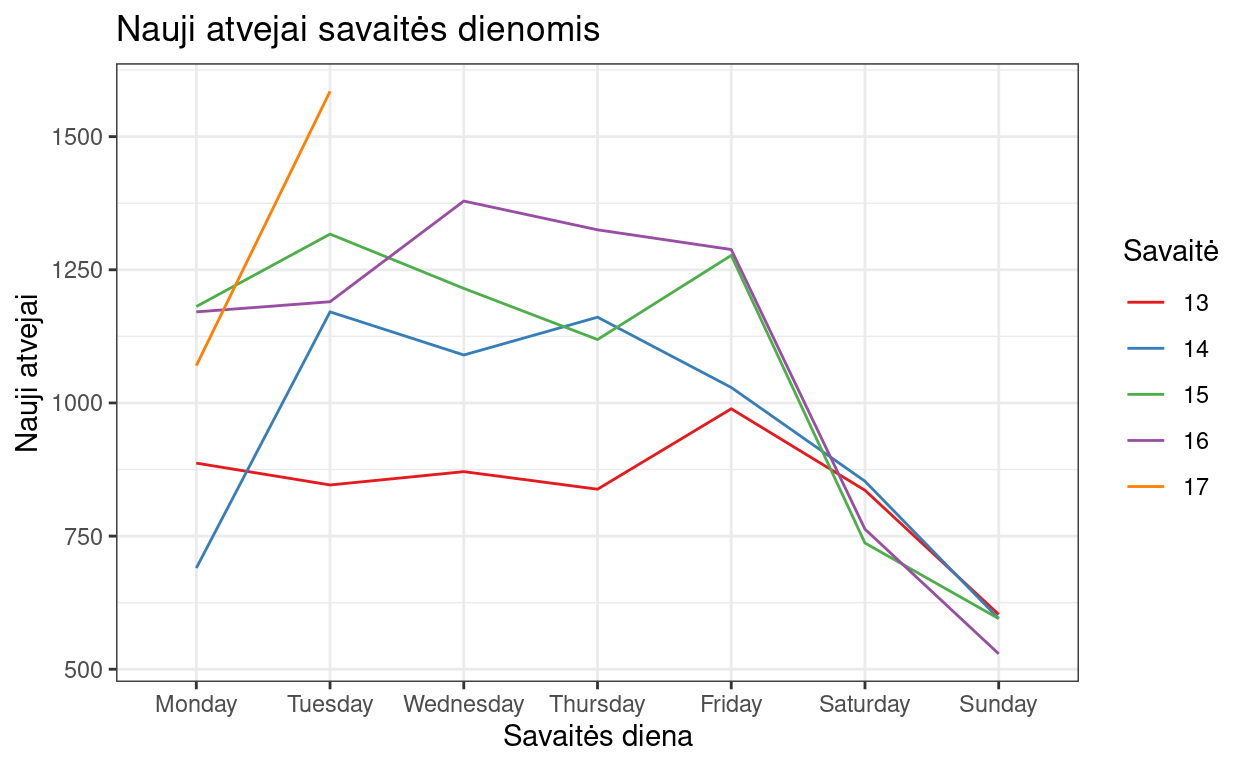 Nauji atvejai savaitės dienomis
Nauji atvejai
1500
1250
1000
750
500
Monday Tuesday Wednesday Thursday Friday Saturday Sunday
Savaitės diena
Savaitė
13
14
15
16
17